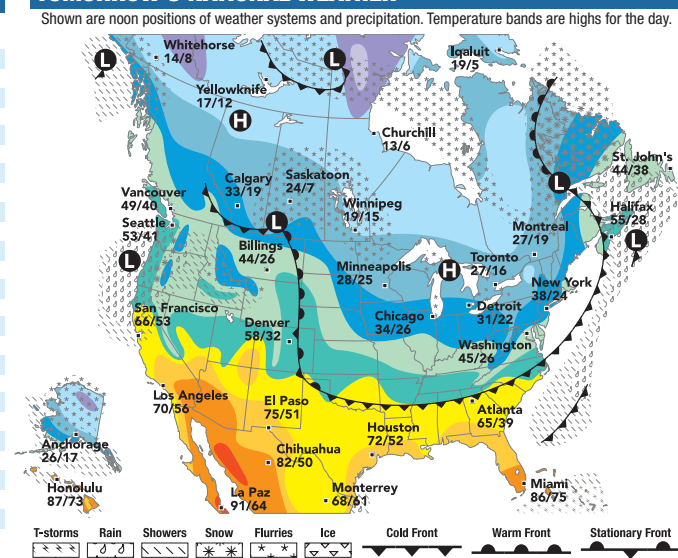 TOMORROW'S NATIONAL WEATHER
Shown are noon positions of weather systems and precipitation. Temperature bands are highs for the day.
Whitehorse
14/8
L
L
Iqaluit
19/5
Yellowknife
17/12
H
Churchill
13/6
St. John's
44/38
Calgary
33/19
Saskatoon
24/7
L
Vancouver
49/40
Winnipeg
19/15
Halifax
55/28
Seattle
53/41
L
Montreal
27/19
L
Billings
44/26
L
Minneapolis
28/25
H
Toronto
27/16
New York
38/24
San Francisco
66/53
Denver
58/32
Chicago
34/26
Detroit
31/22
Washington
45/26
Los Angeles
70/56
El Paso
75/51
Atlanta
65/39
Houston
72/52
Anchorage
26/17
Chihuahua
82/50
Honolulu
87/73
La Paz
91/64
Monterrey
68/61
Miami
86/75
T-storms Rain Showers Snow Flurries Ice Cold Front Warm Front Stationary Front